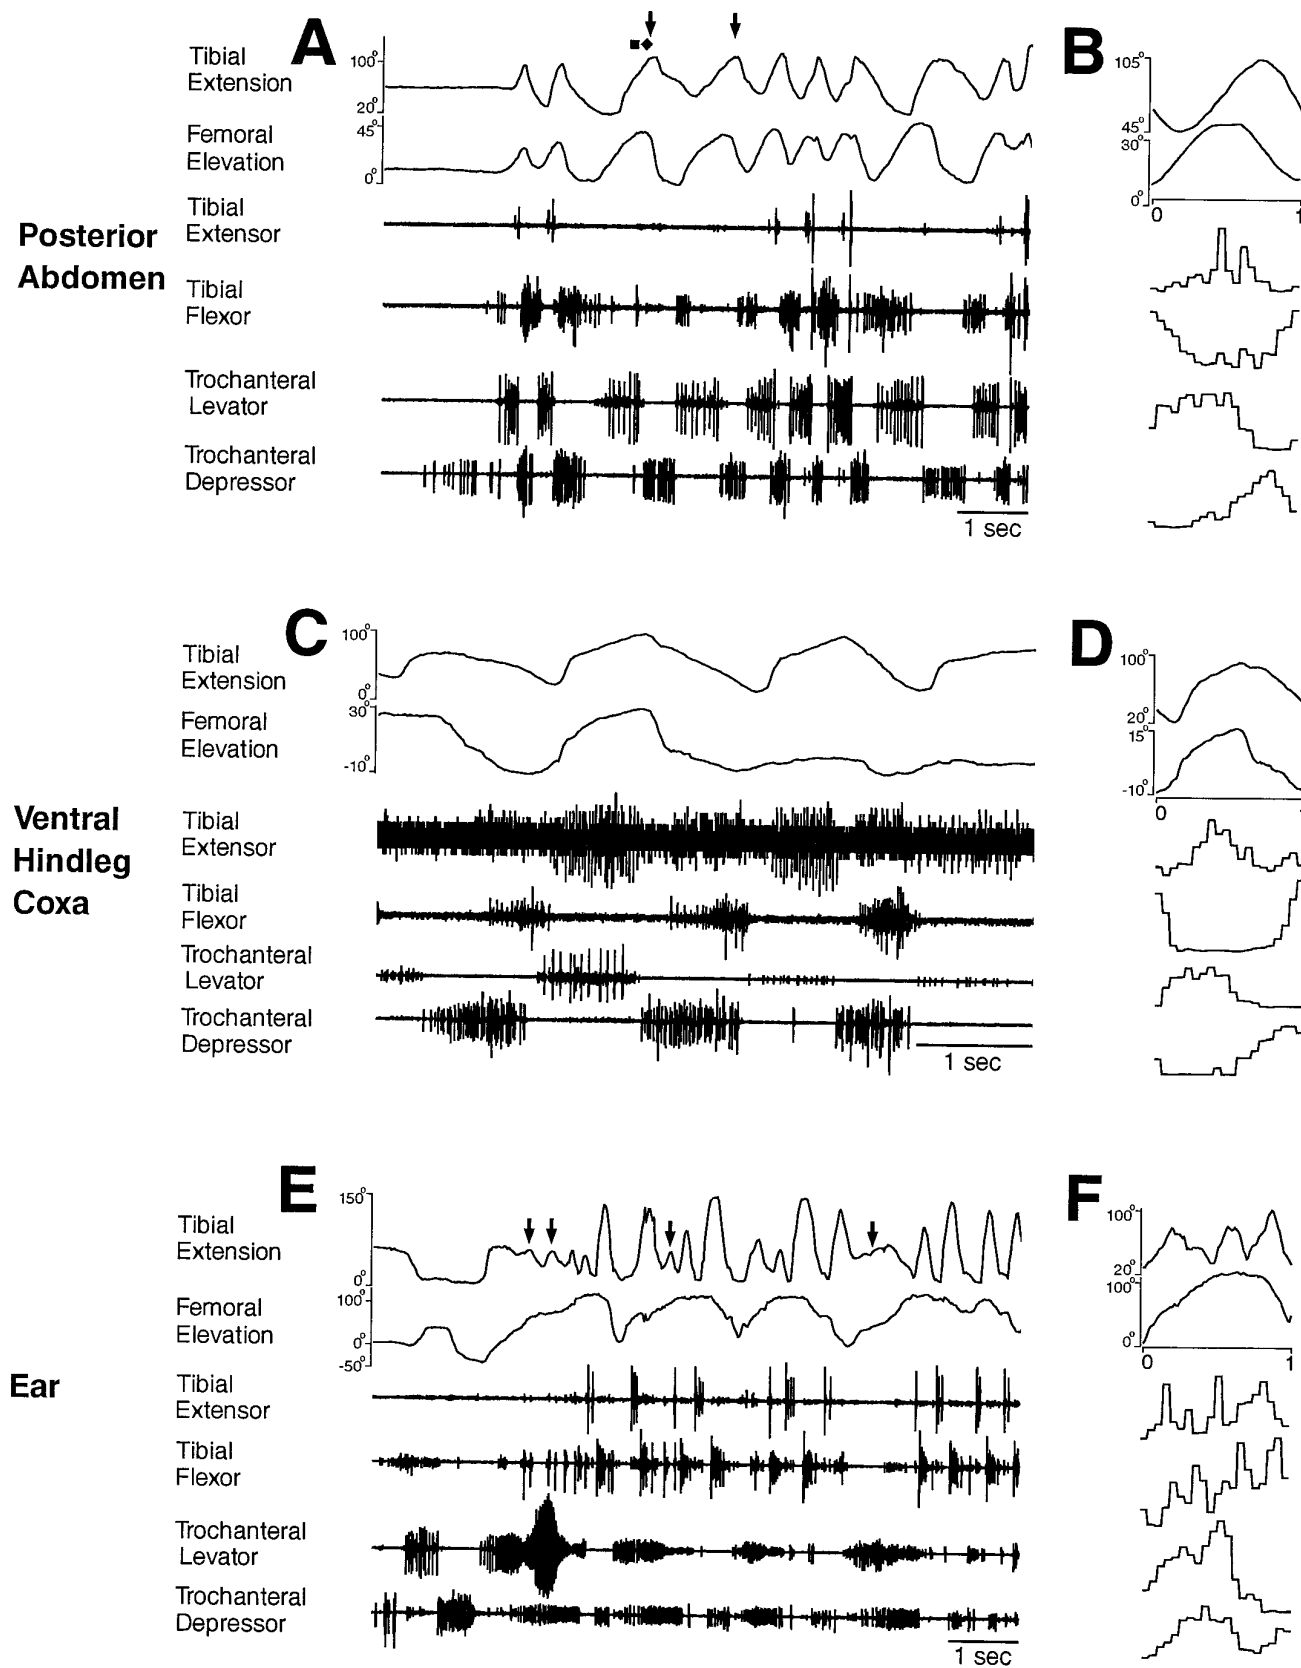 A
B
Tibial
Extension
100°
20°
105°
45°
Femoral
Elevation
45°
0°
30°
0°
0
1
Posterior
Abdomen
Tibial
Extensor
Tibial
Flexor
Trochanteral
Levator
Trochanteral
Depressor
1 sec
C
D
Tibial
Extension
100°
0°
100°
20°
Femoral
Elevation
30°
-10°
15°
-10°
0
Ventral
Hindleg
Coxa
Tibial
Extensor
Tibial
Flexor
Trochanteral
Levator
Trochanteral
Depressor
1 sec
E
F
Tibial
Extension
150°
0°
100°
20°
Femoral
Elevation
100°
0°
-50°
100°
0°
0
1
Ear
Tibial
Extensor
Tibial
Flexor
Trochanteral
Levator
Trochanteral
Depressor
1 sec